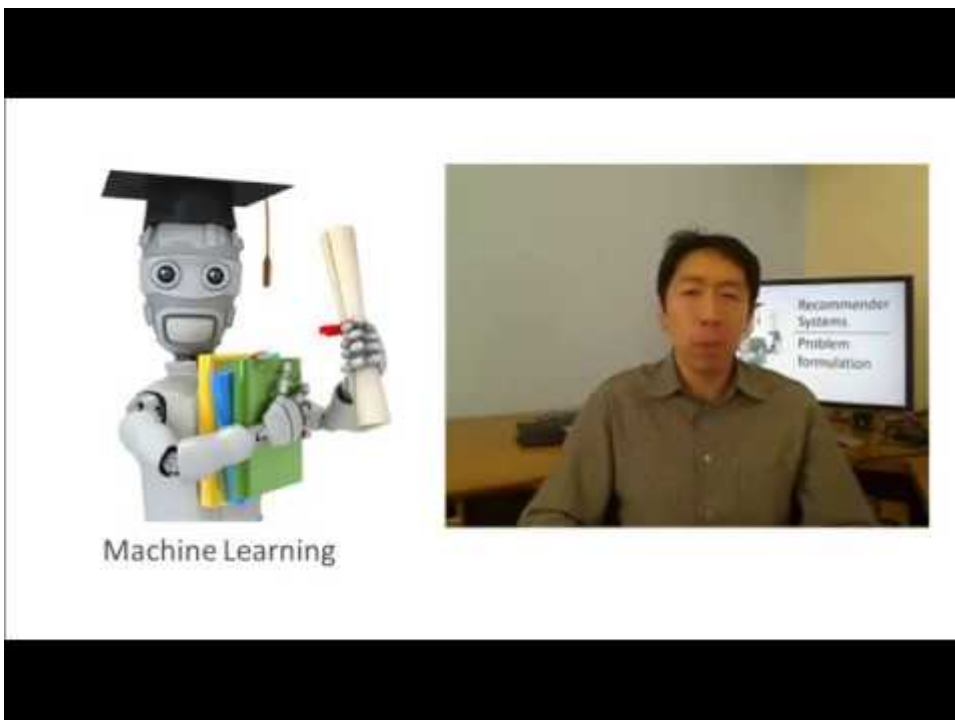 Machine Learning
Recommender
Systems
Problem
formulation